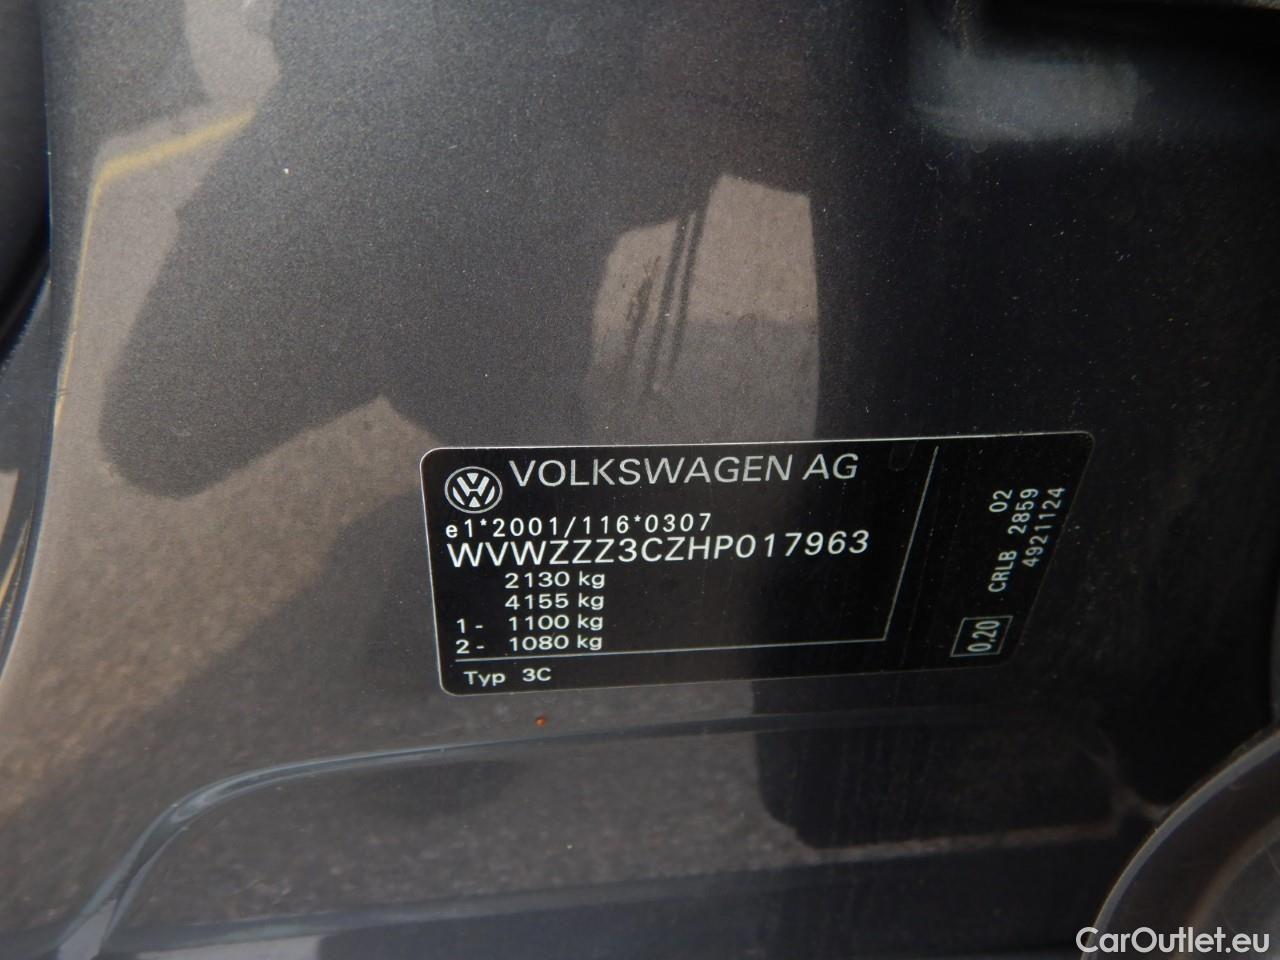 VOLKSWAGEN AG
e1*2001/116*0307
WVWZZZ3CZHP017963
2130 kg
4155 kg
1 - 1100 kg
2 - 1080 kg
Typ 3C
02
CRLB 2859
4921124
0.20
CarOutlet.eu